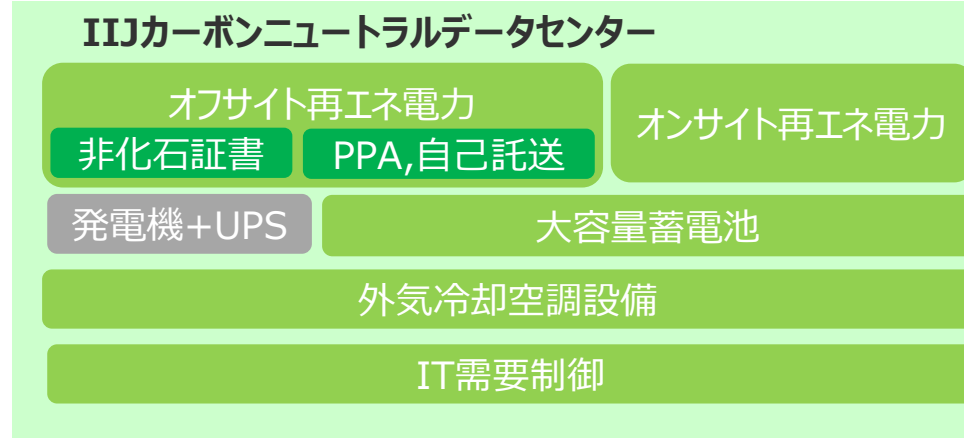 IIJカーボンニュートラルデータセンター
オフサイト再エネ電力
オンサイト再エネ電力
非化石証書
PPA,自己託送
発電機+UPS
大容量蓄電池
外気冷却空調設備
IT需要制御